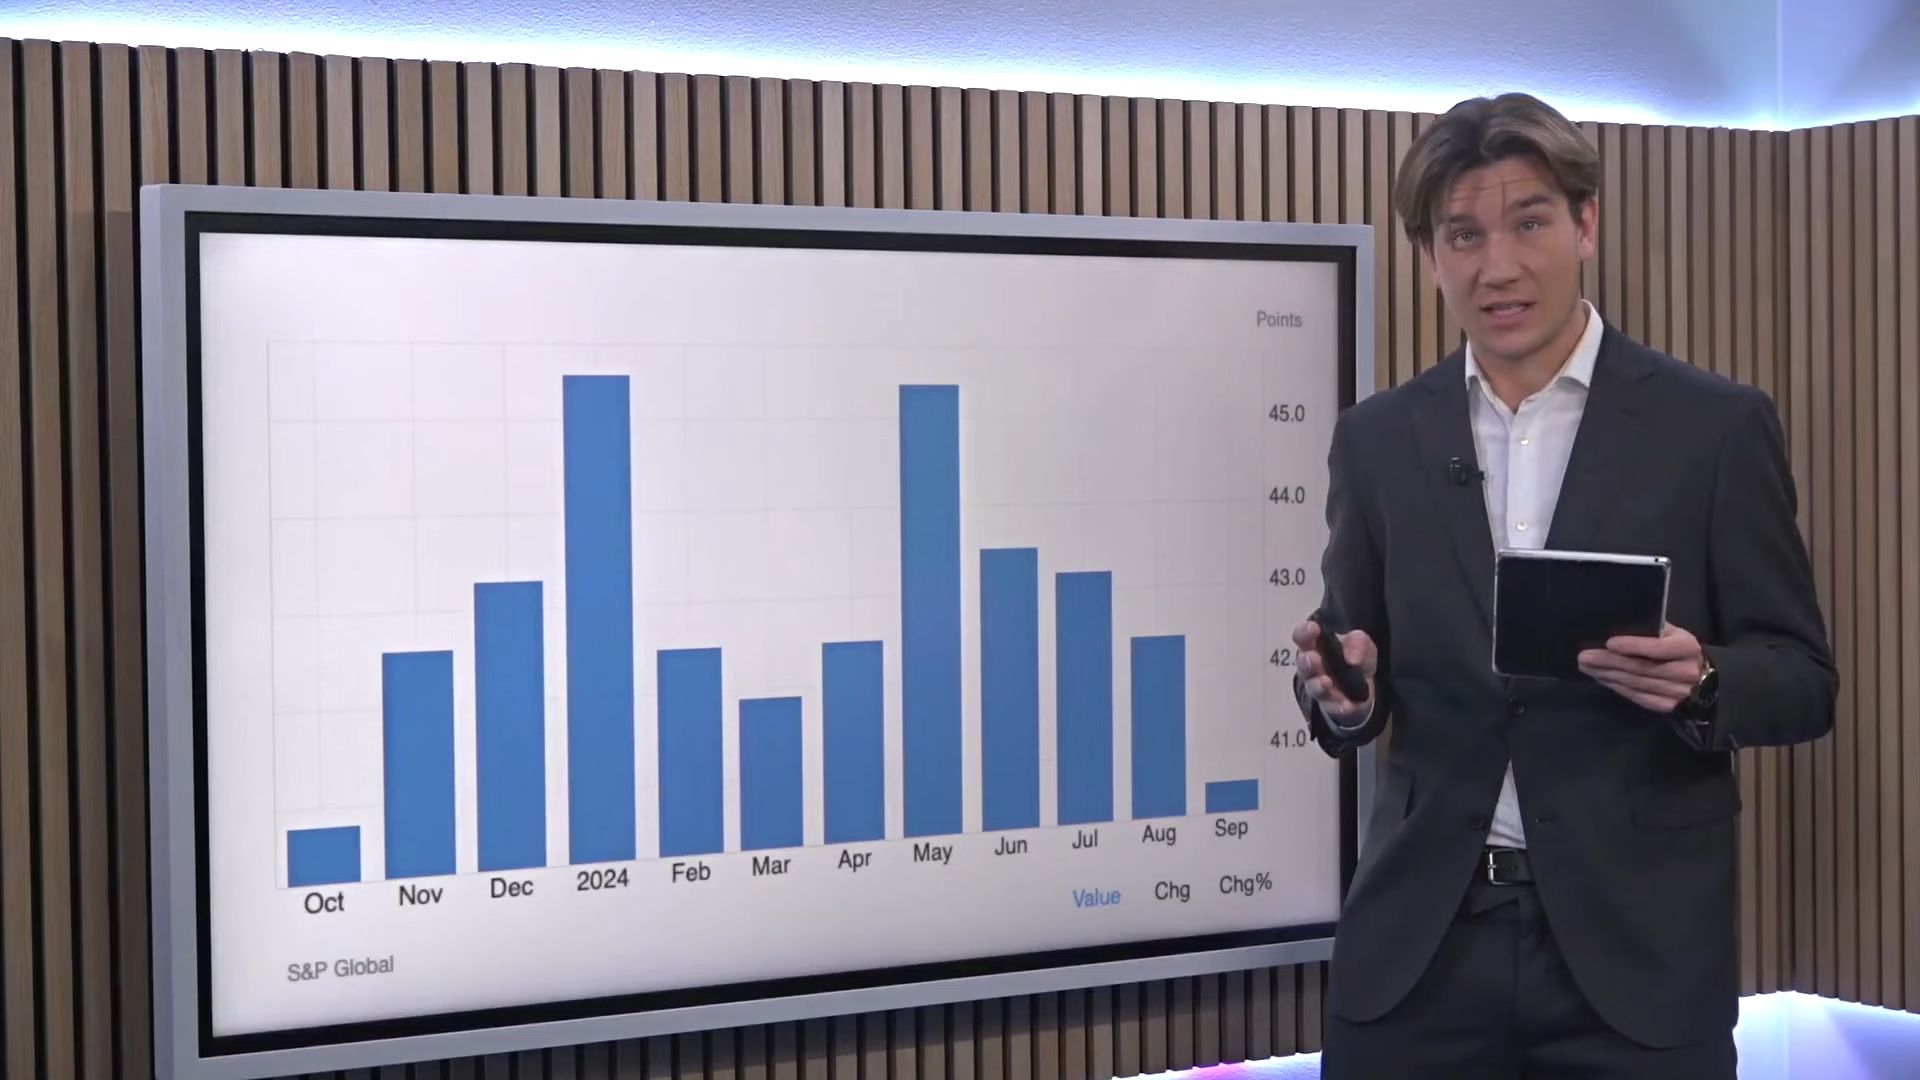 Points
45.0
44.0
43.0
42.
41.0
Oct Nov Dec 2024 Feb Mar Apr May Jun Jul Aug Sep
Value Chg Chg%
S&P Global